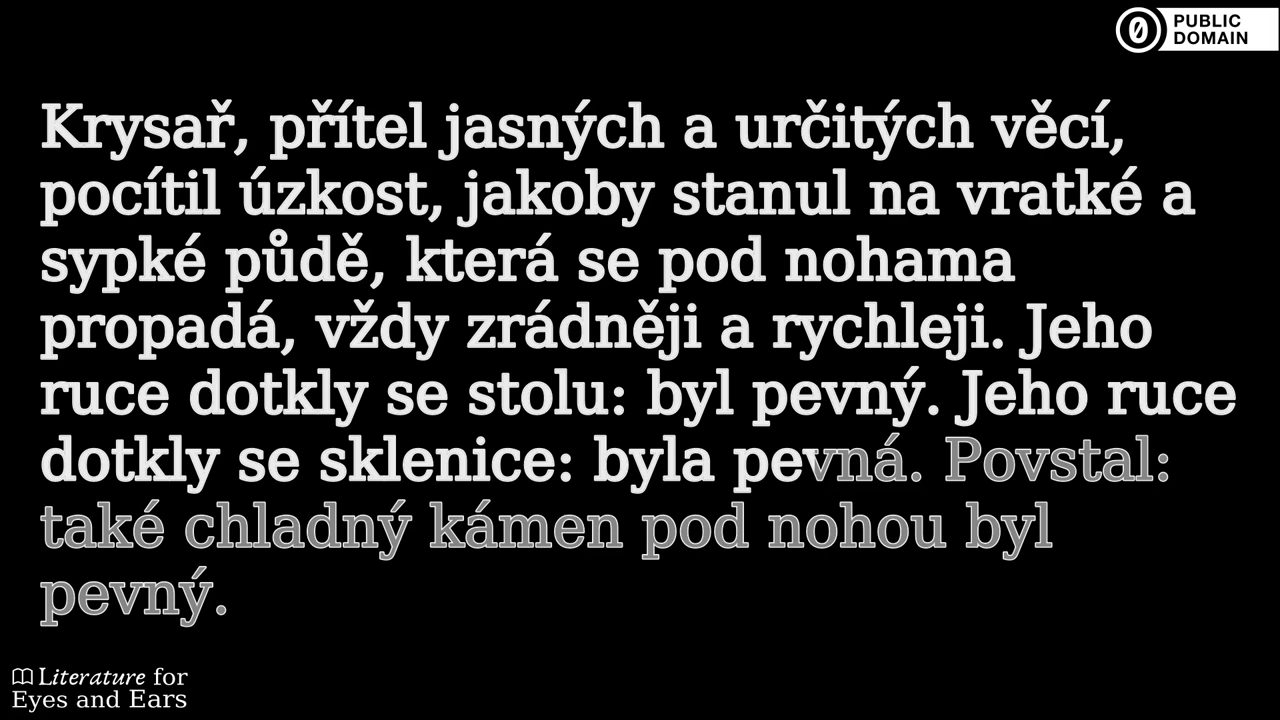 PUBLIC
DOMAIN
Krysař, přítel jasných a určitých věcí,
pocítil úzkost, jakoby stanul na vratké a
sypké půdě, která se pod nohama
propadá, vždy zrádněji a rychleji. Jeho
ruce dotkly se stolu: byl pevný. Jeho ruce
dotkly se sklenice: byla pevná. Povstal:
také chladný kámen pod nohou byl
pevný.
Literature for
Eyes and Ears